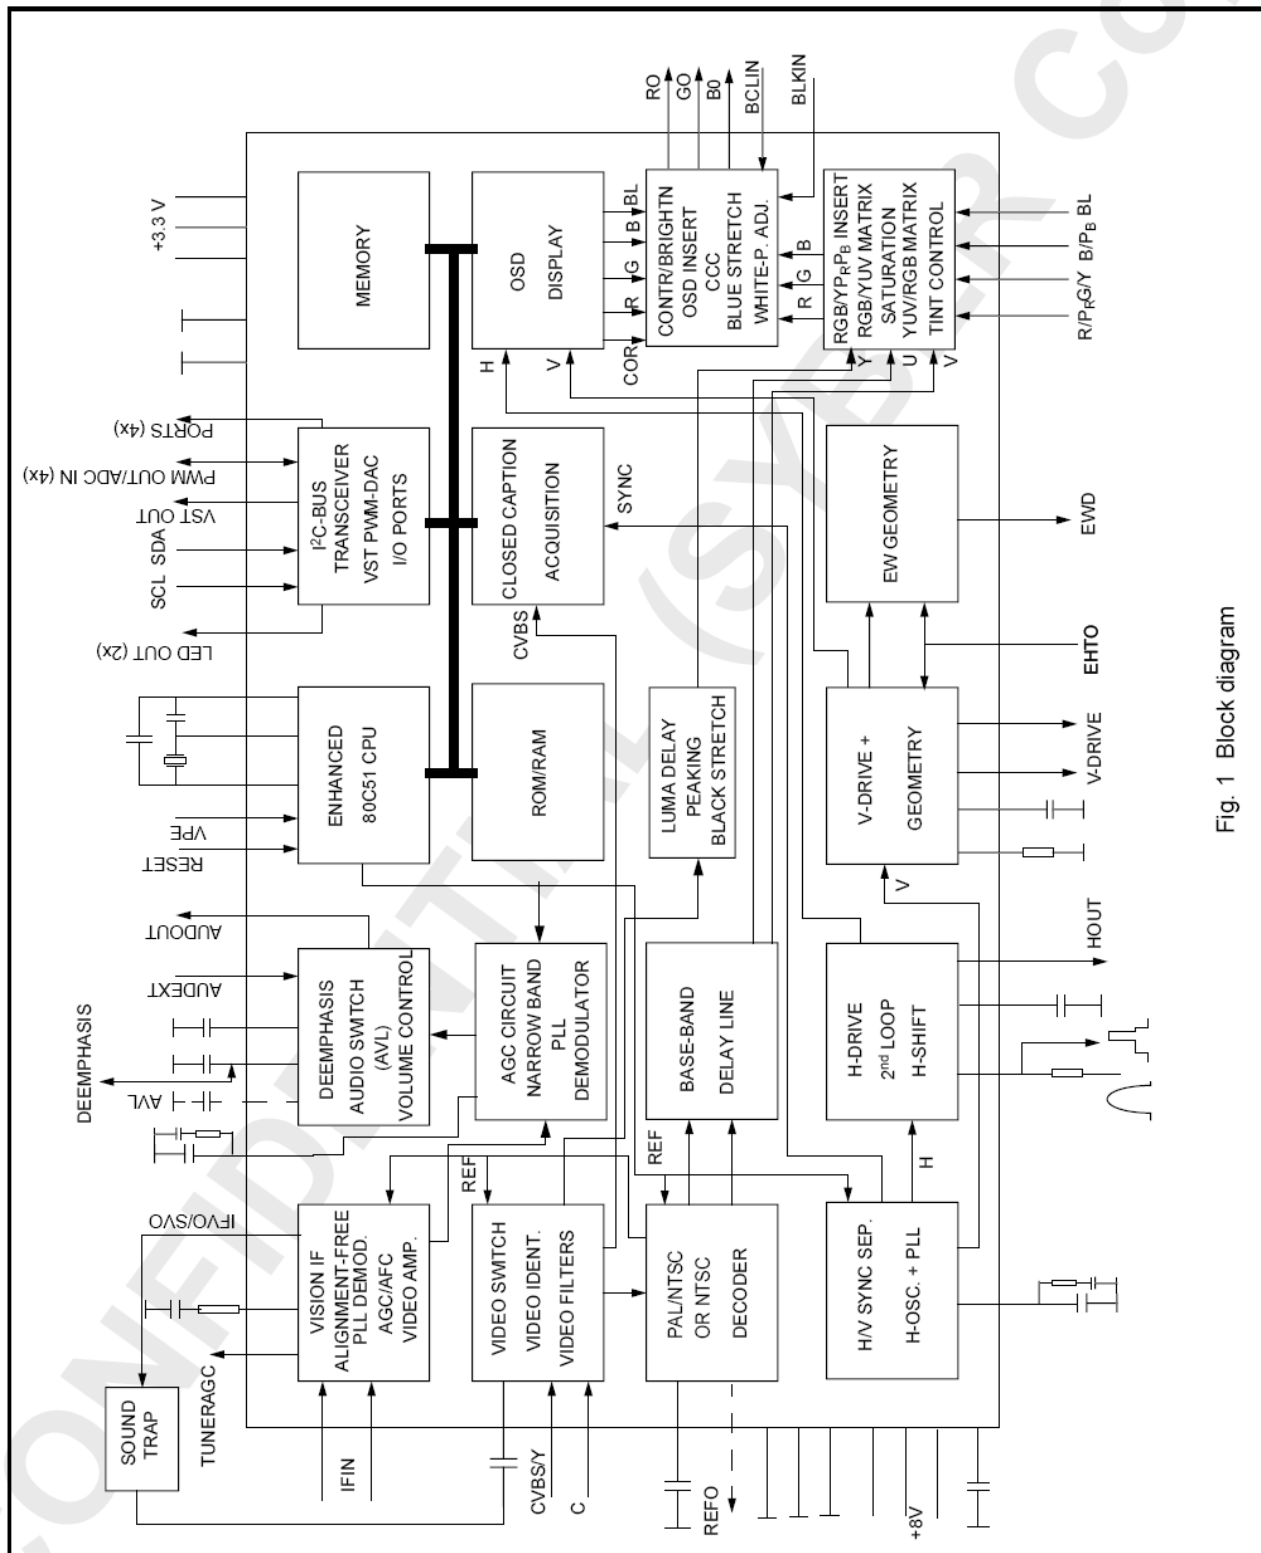 CONFIDENTIAL (SYBER Co
SOUND
TRAP
IFVO/SVO
TUNERAGC
AVL
DEEMPHASIS
AUDEXT
AUDOUT
RESET
VPE
LED OUT (2x)
SCL SDA
VST OUT
PWM OUT/ADC IN (4x)
PORTS (4x)
+3.3 V
IFIN
VISION IF
ALIGNMENT-FREE
PLL DEMOD.
AGC/AFC
VIDEO AMP.
DEEMPHASIS
AUDIO SWITCH
(AVL)
VOLUME CONTROL
ENHANCED
80C51 CPU
I2C-BUS
TRANSCEIVER
VST PWM-DAC
I/O PORTS
MEMORY
CVBS/Y
C
REF
VIDEO SWITCH
VIDEO IDENT.
VIDEO FILTERS
AGC CIRCUIT
NARROW BAND
PLL
DEMODULATOR
ROM/RAM
CVBS
CLOSED CAPTION
ACQUISITION
SYNC
H
V
OSD
DISPLAY
COR R G B BL
REFO
REF
PAL/NTSC
OR NTSC
DECODER
BASE-BAND
DELAY LINE
LUMA DELAY
PEAKING
BLACK STRETCH
CONTR/BRIGHTN
OSD INSERT
CCC
BLUE STRETCH
WHITE-P. ADJ.
RO
GO
B0
BCLIN
BLKIN
R G B
+8V
H/V SYNC SEP.
H-OSC. + PLL
H
H-DRIVE
2nd LOOP
H-SHIFT
V
V-DRIVE +
GEOMETRY
EW GEOMETRY
Y
U
V
RGB/YPRPB INSERT
RGB/YUV MATRIX
SATURATION
YUV/RGB MATRIX
TINT CONTROL
HOUT
V-DRIVE
EHTO
EWD
R/PRG/Y B/PB BL
Fig. 1 Block diagram